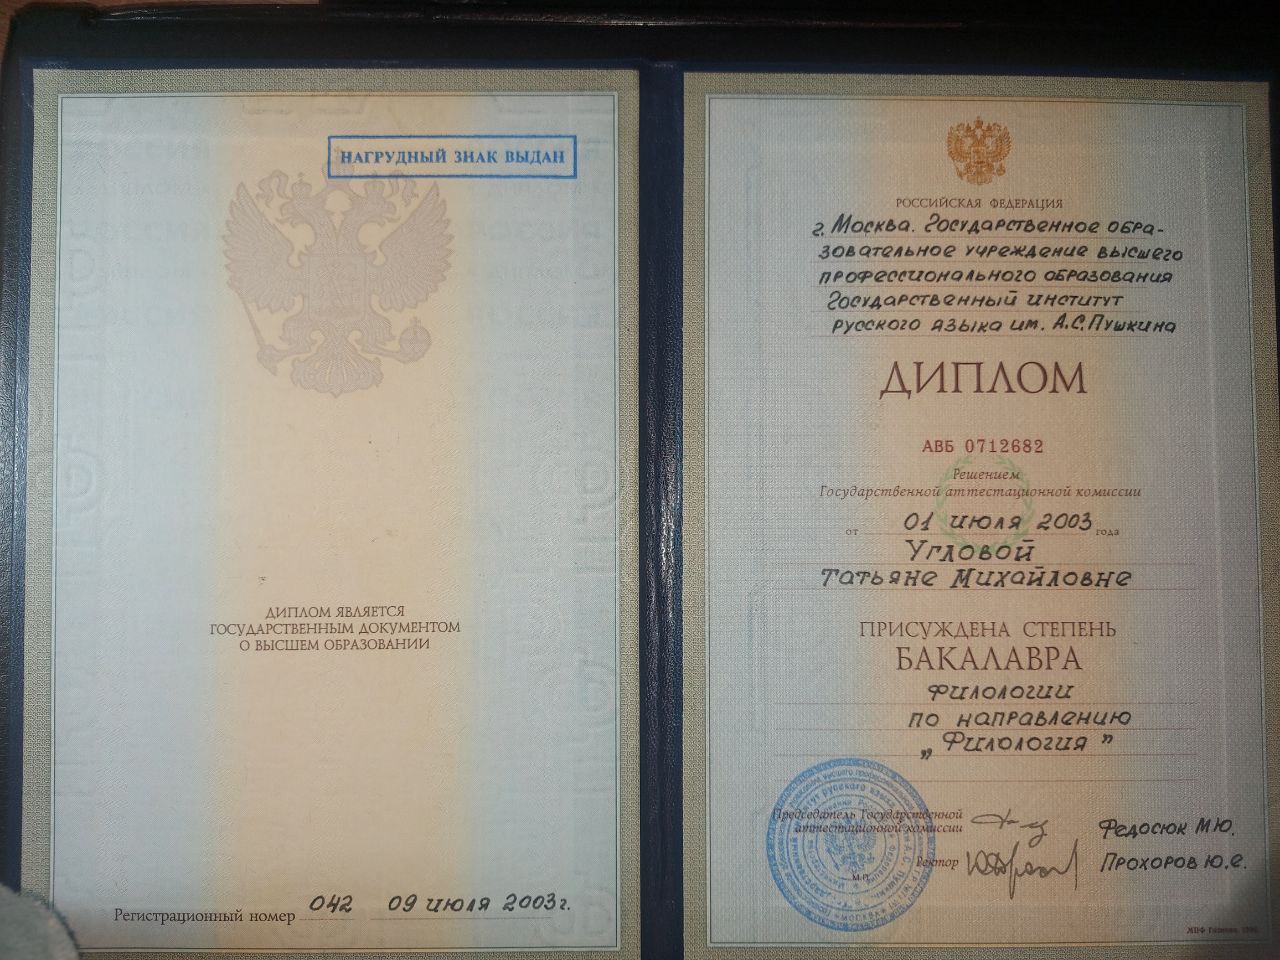 НАГРУДНЫЙ ЗНАК ВЫДАН
ДИПЛОМ ЯВЛЯЕТСЯ
ГОСУДАРСТВЕННЫМ ДОКУМЕНТОМ
О ВЫСШЕМ ОБРАЗОВАНИИ
Регистрационный номер 042 09 июля 2003г.
РОССИЙСКАЯ ФЕДЕРАЦИЯ
г. Москва. Государственное обра-
зовательное учреждение высшего
профессионального образования
Государственный институт
русского языка им. А.С.Пушкина
ДИПЛОМ
АВБ 0712682
Решением
Государственной аттестационной комиссии
от 01 июля 2003 года
Угловой
Татьяне Михайловне
ПРИСУЖДЕНА СТЕПЕНЬ
БАКАЛАВРА
филологии
по направлению
„Филология"
Председатель Государственной
аттестационной комиссии
Федосюк М.Ю.
Ректор
Прохоров Ю.Е.
М.П.